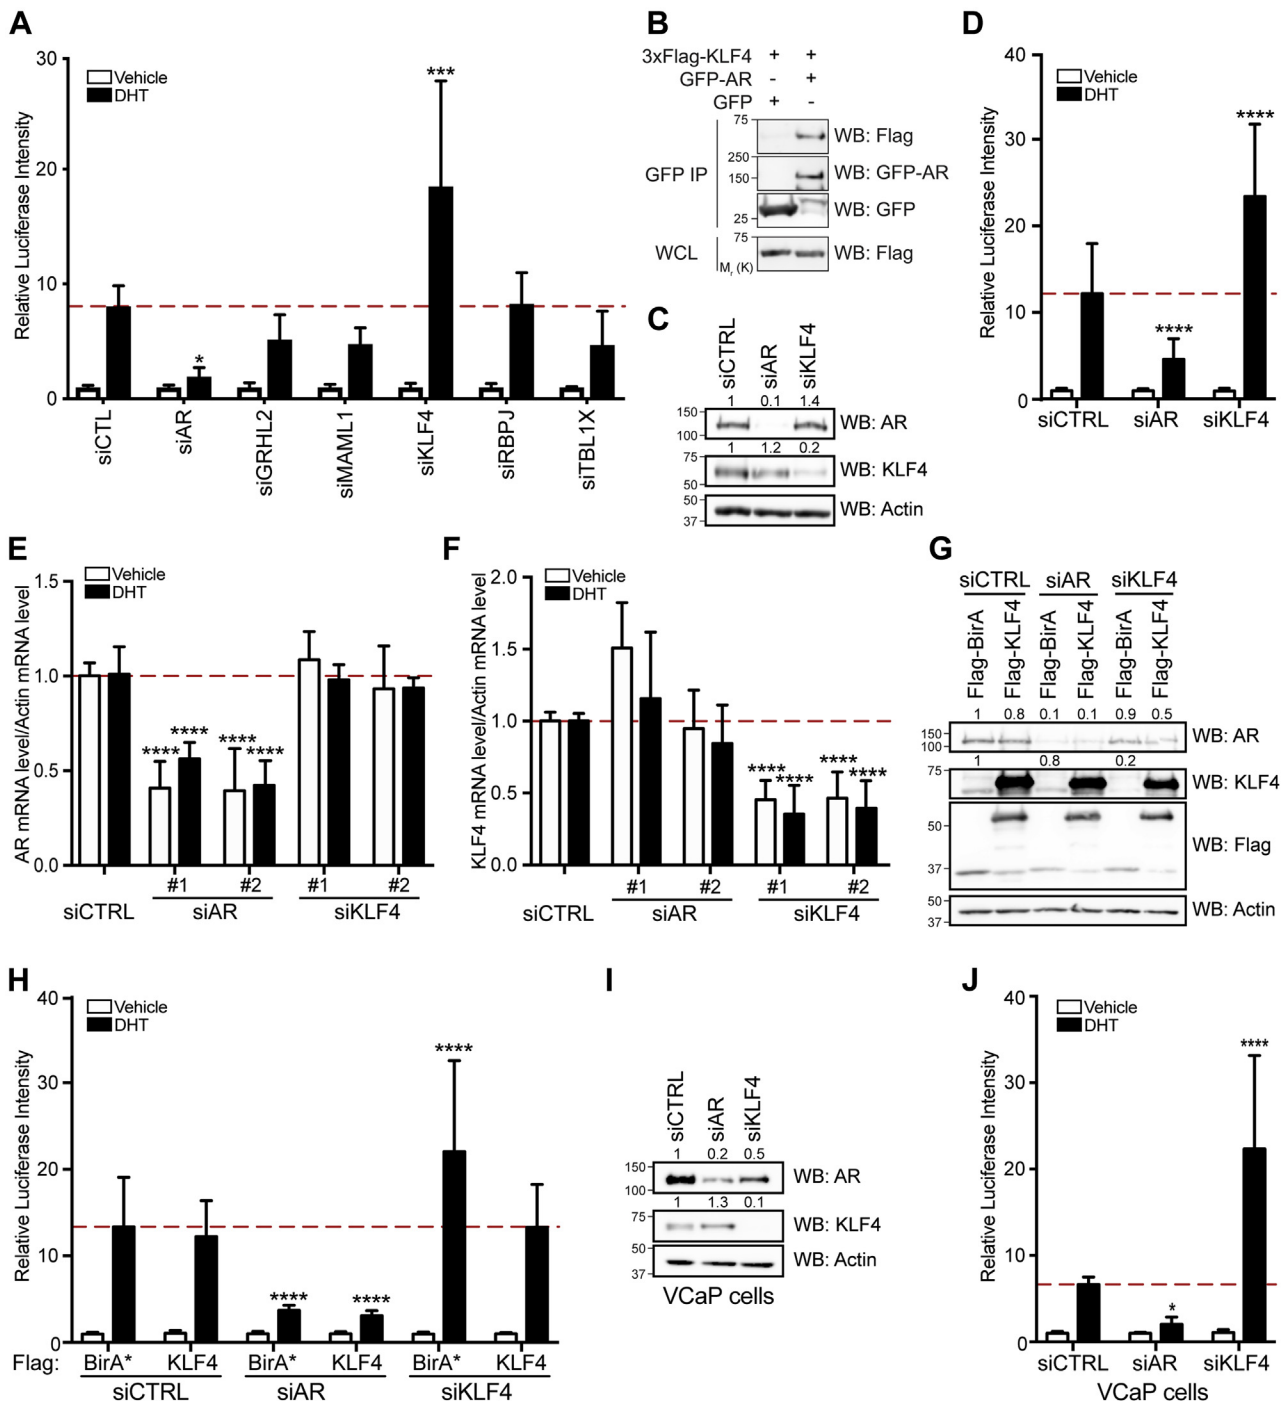 A
30
20
10
0
Relative Luciferase Intensity
Vehicle
DHT
*
***
siCTL
siAR
siGRHL2
siMAML1
siKLF4
siRBPJ
siTBL1X
B
3xFlag-KLF4 + +
GFP-AR - +
GFP + -
GFP IP
75
WB: Flag
250
150
WB: GFP-AR
25
WB: GFP
WCL
75
Mr (K)
WB: Flag
C
siCTRL
siAR
siKLF4
1 0.1 1.4
150
100
WB: AR
1 1.2 0.2
75
50
WB: KLF4
50
37
WB: Actin
D
40
30
20
10
0
Relative Luciferase Intensity
Vehicle
DHT
****
****
siCTRL siAR siKLF4
E
1.5
1.0
0.5
0.0
AR mRNA level/Actin mRNA level
Vehicle
DHT
**** **** **** ****
#1 #2 #1 #2
siCTRL siAR siKLF4
F
2.0
1.5
1.0
0.5
0.0
KLF4 mRNA level/Actin mRNA level
Vehicle
DHT
**** **** **** ****
#1 #2 #1 #2
siCTRL siAR siKLF4
G
siCTRL siAR siKLF4
Flag-BirA
Flag-KLF4
Flag-BirA
Flag-KLF4
Flag-BirA
Flag-KLF4
1 0.8 0.1 0.1 0.9 0.5
150
100
WB: AR
1 0.8 0.2
75
WB: KLF4
50
37
WB: Flag
50
37
WB: Actin
H
40
30
20
10
0
Relative Luciferase Intensity
Vehicle
DHT
**** **** ****
Flag: BirA* KLF4 BirA* KLF4 BirA* KLF4
siCTRL siAR siKLF4
I
siCTRL
siAR
siKLF4
1 0.2 0.5
150
100
WB: AR
1 1.3 0.1
75
WB: KLF4
50
37
WB: Actin
VCaP cells
J
40
30
20
10
0
Relative Luciferase Intensity
Vehicle
DHT
*
****
siCTRL siAR siKLF4
VCaP cells